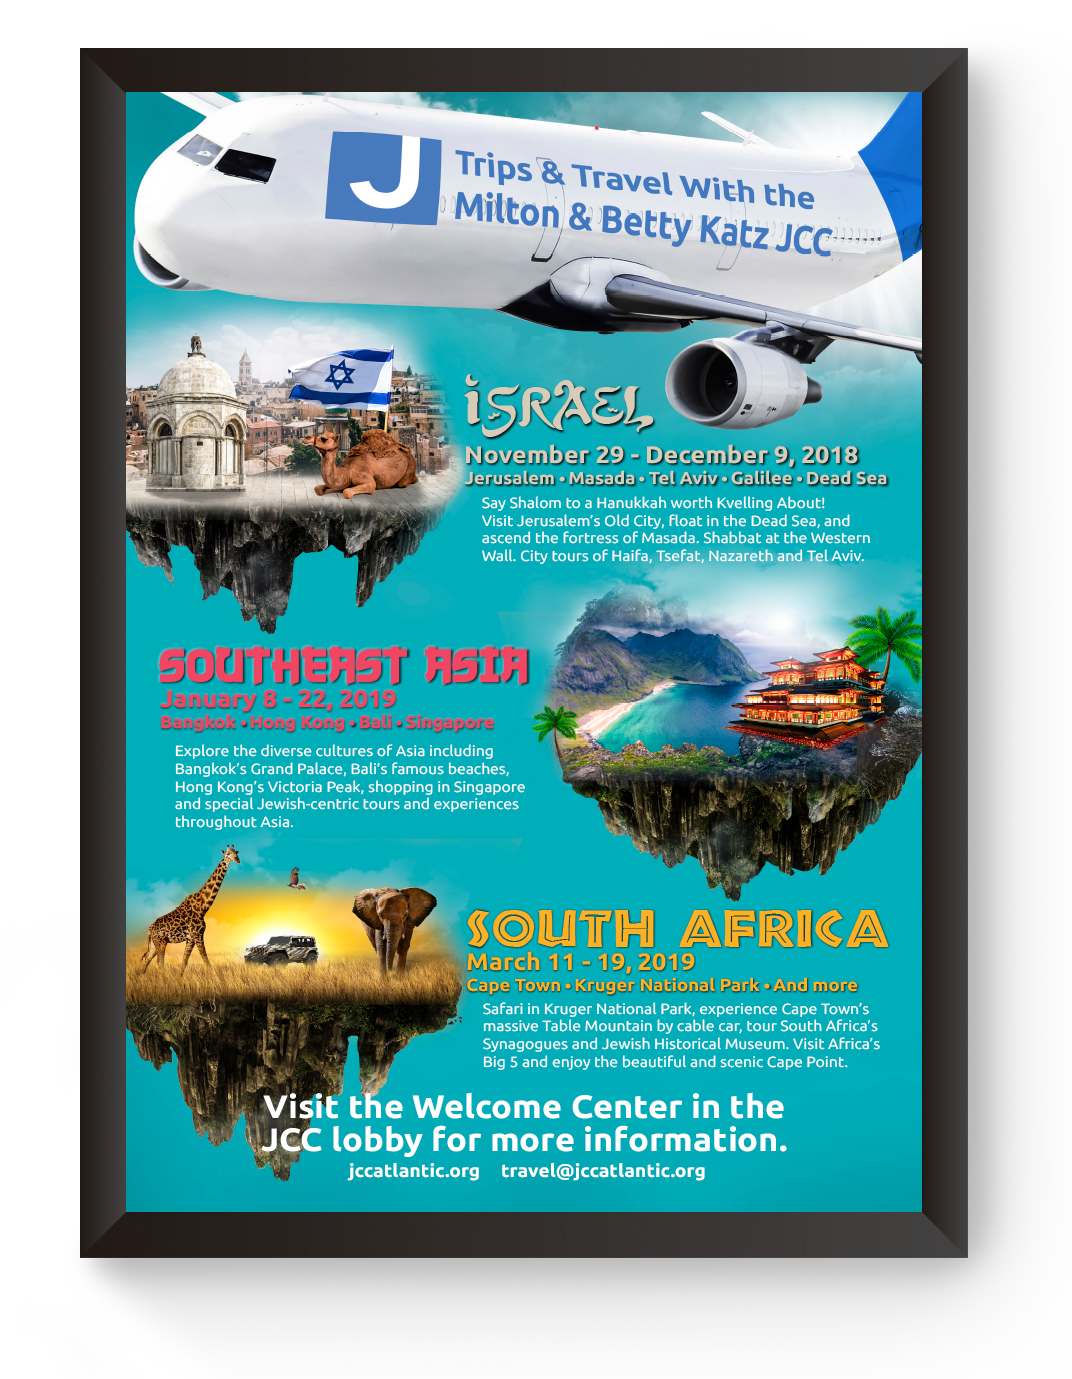 J
Trips & Travel With the
Milton & Betty Katz JCC
ISRAEL
November 29 - December 9, 2018
Jerusalem • Masada • Tel Aviv • Galilee • Dead Sea
Say Shalom to a Hanukkah worth Kvelling About!
Visit Jerusalem's Old City, float in the Dead Sea, and
ascend the fortress of Masada. Shabbat at the Western
Wall. City tours of Haifa, Tsefat, Nazareth and Tel Aviv.
SOUTHEAST ASIA
January 8 - 22, 2019
Bangkok • Hong Kong • Bali • Singapore
Explore the diverse cultures of Asia including
Bangkok's Grand Palace, Bali's famous beaches,
Hong Kong's Victoria Peak, shopping in Singapore
and special Jewish-centric tours and experiences
throughout Asia.
SOUTH AFRICA
March 11 - 19, 2019
Cape Town • Kruger National Park • And more
Safari in Kruger National Park, experience Cape Town's
massive Table Mountain by cable car, tour South Africa's
Synagogues and Jewish Historical Museum. Visit Africa's
Big 5 and enjoy the beautiful and scenic Cape Point.
Visit the Welcome Center in the
JCC lobby for more information.
jccatlantic.org travel@jccatlantic.org